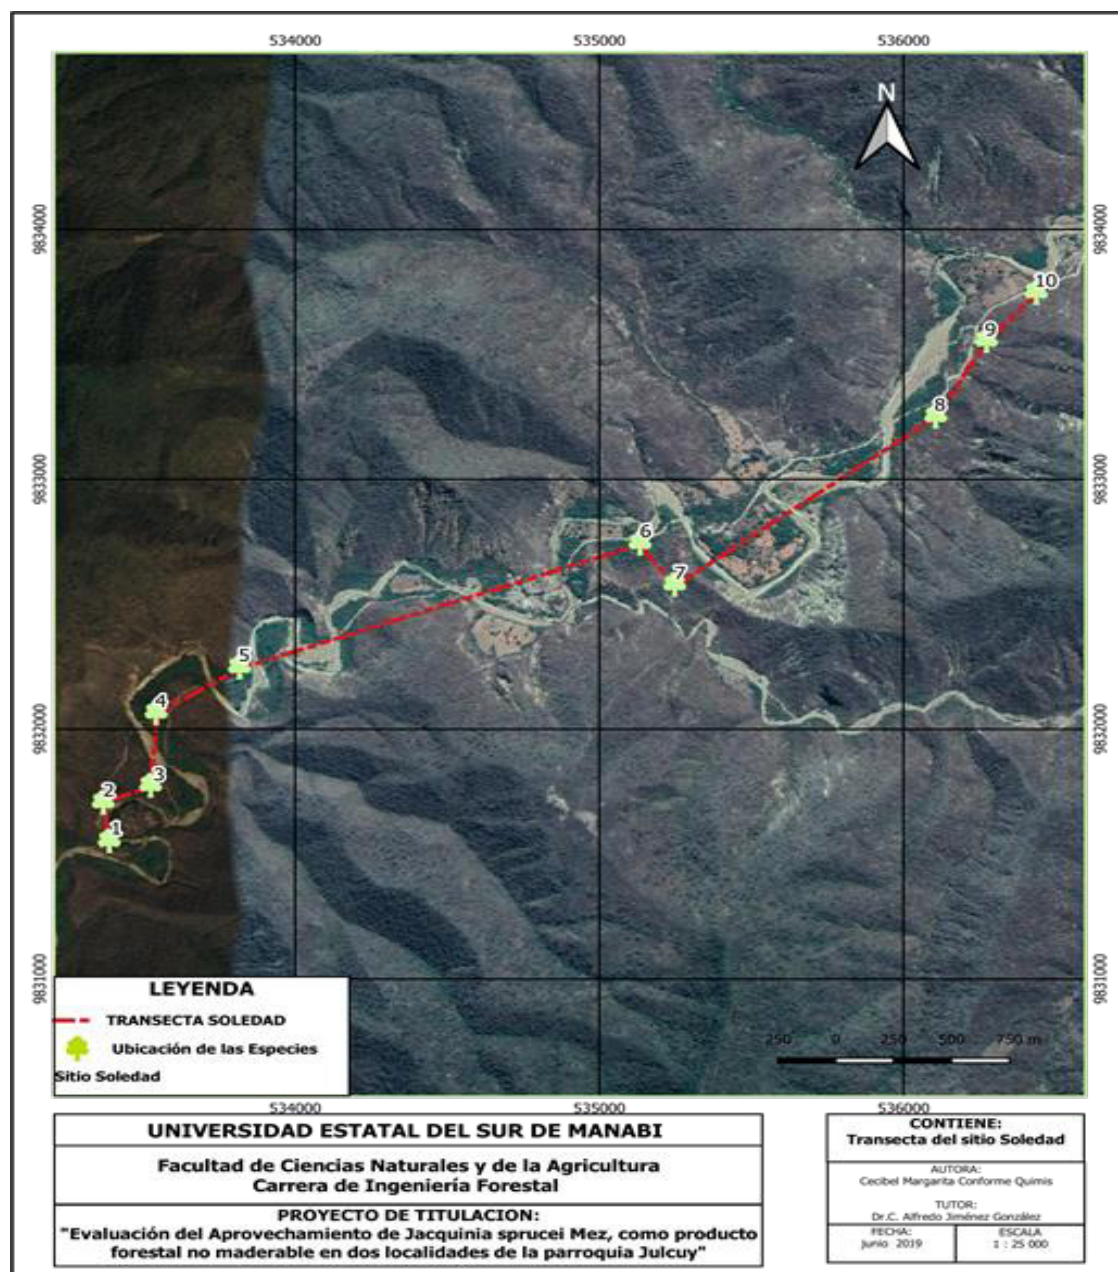 534000 535000 536000
N
9834000 9834000
10
9
8
9833000 9833000
6
7
5
4
9832000 9832000
3
2
1
9831000 9831000
LEYENDA
TRANSECTA SOLEDAD
Ubicación de las Especies
Sitio Soledad
250 0 250 500 750 m
534000 535000 536000
UNIVERSIDAD ESTATAL DEL SUR DE MANABI
Facultad de Ciencias Naturales y de la Agricultura
Carrera de Ingeniería Forestal
PROYECTO DE TITULACION:
"Evaluación del Aprovechamiento de Jacquinia sprucei Mez, como producto
forestal no maderable en dos localidades de la parroquia Julcuy"
CONTIENE:
Transecta del sitio Soledad
AUTORA:
Cecibel Margarita Conforme Quimis
TUTOR:
Dr.C. Alfredo Jiménez González
FECHA:
junio 2019
ESCALA
1 : 25 000